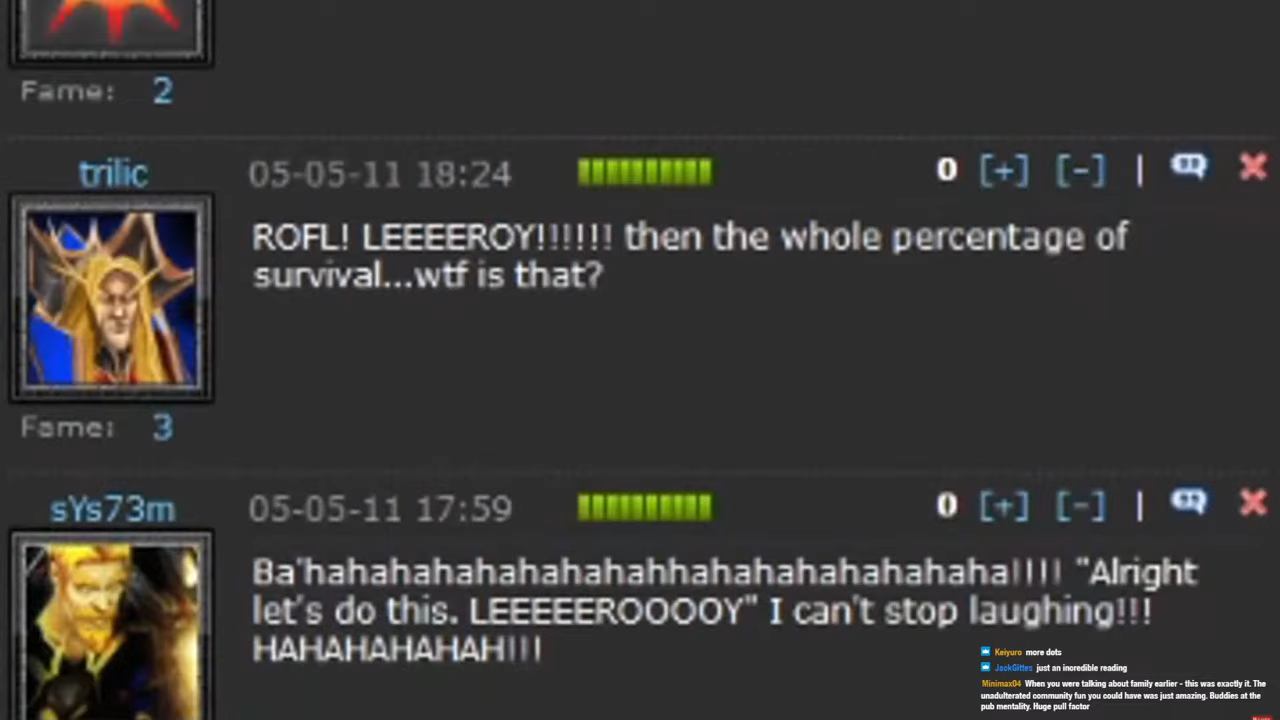 Fame: 2
trilic 05-05-11 18:24 0 [+] [-] |
ROFL! LEEEEROY!!!!!! then the whole percentage of
survival...wtf is that?
Fame: 3
sYs73m 05-05-11 17:59 0 [+] [-] |
Ba'hahahahahahahahahhahahahahahahaha!!!! "Alright
let's do this. LEEEEEROOOOY" I can't stop laughing!!!
HAHAHAHAHAH!!!
Keiyuro more dots
JackGittes just an incredible reading
Minimax04 When you were talking about family earlier - this was exactly it. The
unadulterated community fun you could have was just amazing. Buddies at the
pub mentality. Huge pull factor